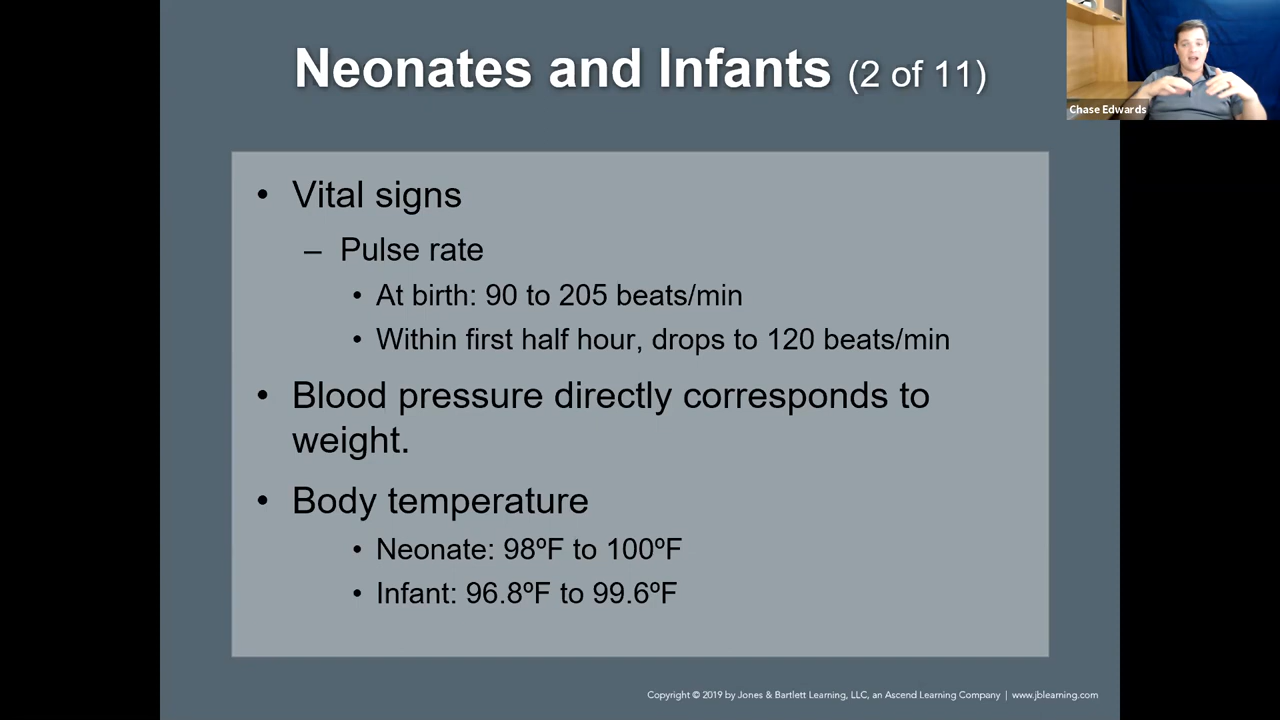 Neonates and Infants (2 of 11)
Chase Edwards
• Vital signs
– Pulse rate
• At birth: 90 to 205 beats/min
• Within first half hour, drops to 120 beats/min
• Blood pressure directly corresponds to
weight.
• Body temperature
• Neonate: 98ºF to 100ºF
• Infant: 96.8ºF to 99.6ºF
Copyright © 2019 by Jones & Bartlett Learning, LLC, an Ascend Learning Company | www.jblearning.com